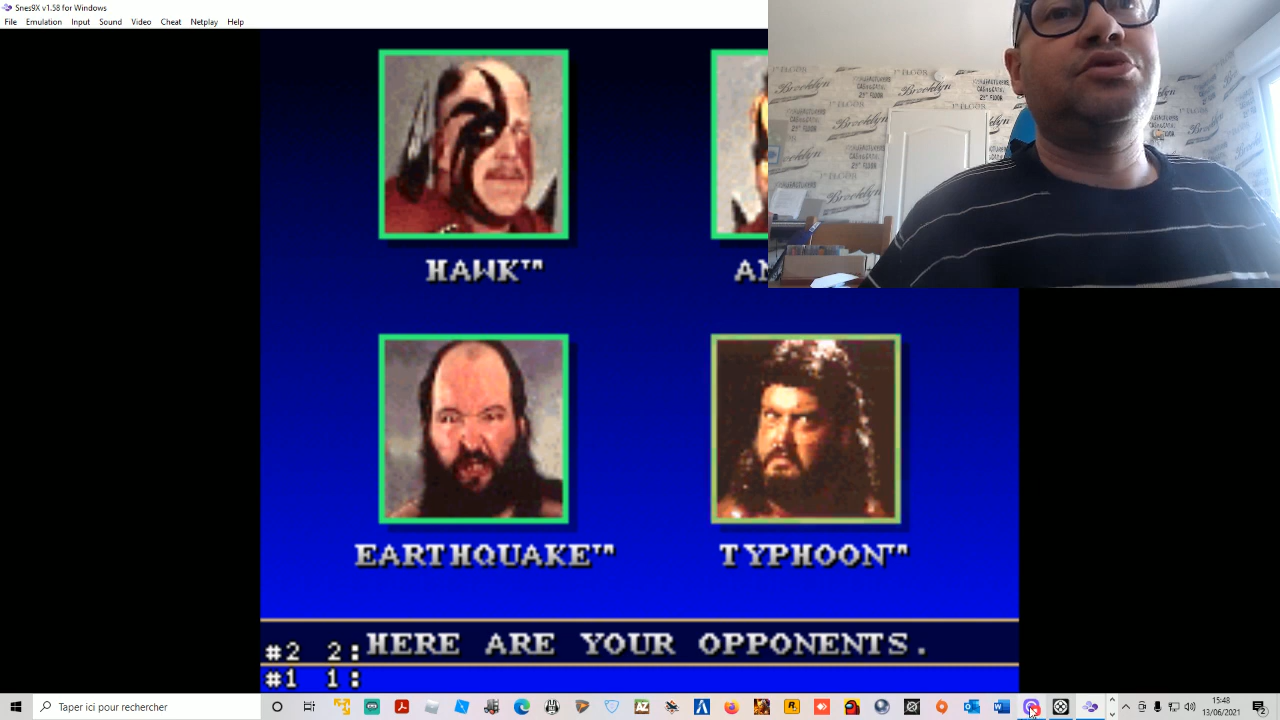 Snes9X v1.58 for Windows
File Emulation Input Sound Video Cheat Netplay Help
HAWK™
EARTHQUAKE™ TYPHOON™
#2 2: HERE ARE YOUR OPPONENTS.
#1 1:
Brooklyn
Taper ici pour rechercher
15:48
13/06/2021